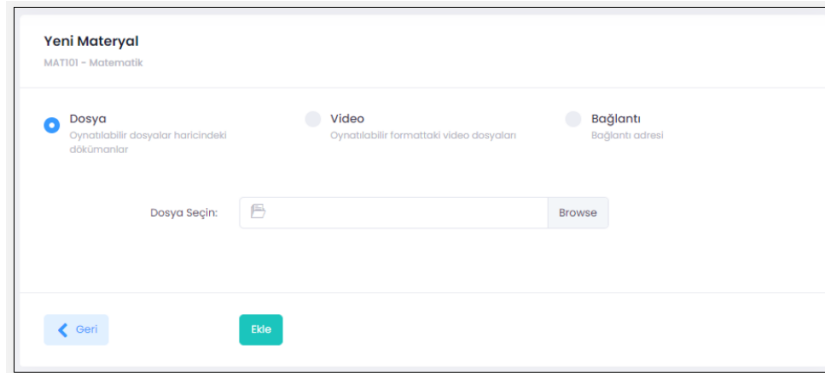 Yeni Materyal
MAT101 - Matematik
Dosya
Oynatılabilir dosyalar haricindeki
dökümanlar
Video
Oynatılabilir formattaki video dosyaları
Bağlantı
Bağlantı adresi
Dosya Seçin:
Browse
Geri
Ekle